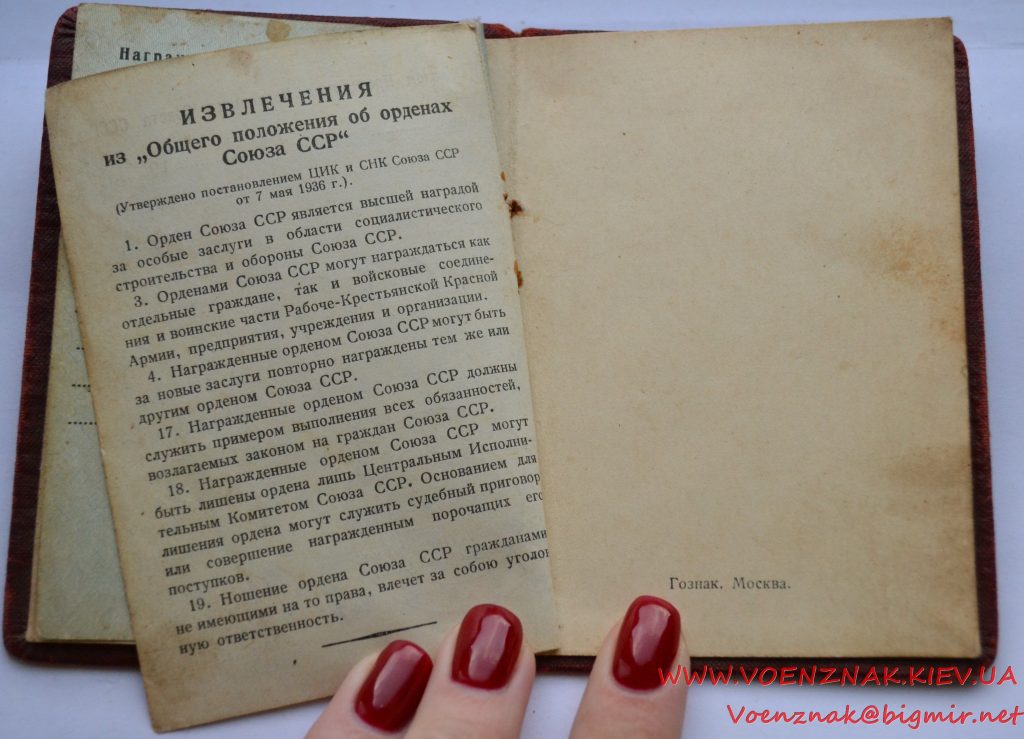 Награж
ИЗВЛЕЧЕНИЯ
из „Общего положения об орденах
Союза ССР“
(Утверждено постановлением ЦИК и СНК Союза ССР
от 7 мая 1936 г.).
1. Орден Союза ССР является высшей наградой
за особые заслуги в области социалистического
строительства и обороны Союза ССР.
3. Орденами Союза ССР могут награждаться как
отдельные граждане, так и войсковые соедине-
ния и воинские части Рабоче-Крестьянской Красной
Армии, предприятия, учреждения и организации.
4. Награжденные орденом Союза ССР могут быть
за новые заслуги повторно награждены тем же или
другим орденом Союза ССР.
17. Награжденные орденом Союза ССР должны
служить примером выполнения всех обязанностей,
возлагаемых законом на граждан Союза ССР.
18. Награжденные орденом Союза ССР могут
быть лишены ордена лишь Центральным Исполни-
тельным Комитетом Союза ССР. Основанием для
лишения ордена могут служить судебный приговор
или совершение награжденным порочащих его
поступков.
19. Ношение ордена Союза ССР гражданами
не имеющими на то права, влечет за собою уголов
ную ответственность.
Гознак. Москва.
WWW.VOENZNAK.KIEV.UA
Voenznak@bigmir.net